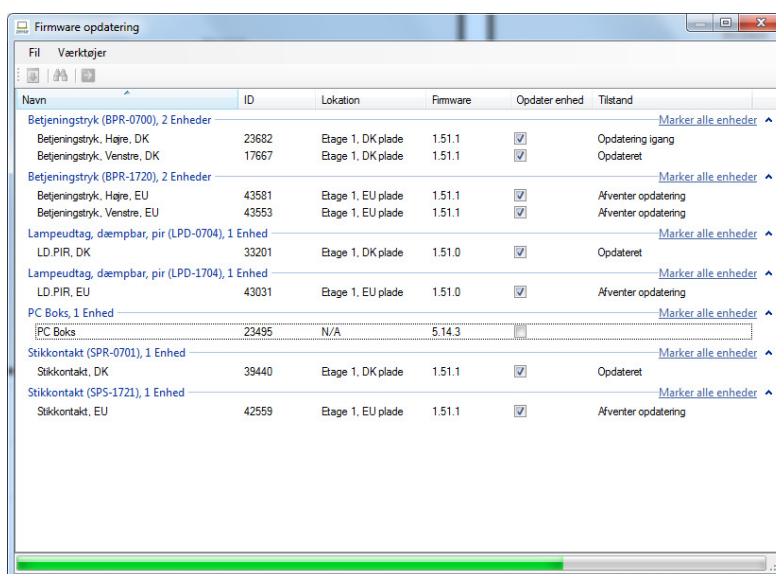 Firmware opdatering
Fil Værktøjer
Navn ID Lokation Firmware Opdater enhed Tilstand
Betjeningstryk (BPR-0700), 2 Enheder Marker alle enheder
Betjeningstryk, Højre, DK 23682 Etage 1, DK plade 1.51.1 Opdatering igang
Betjeningstryk, Venstre, DK 17667 Etage 1, DK plade 1.51.1 Opdateret
Betjeningstryk (BPR-1720), 2 Enheder Marker alle enheder
Betjeningstryk, Højre, EU 43581 Etage 1, EU plade 1.51.1 Afventer opdatering
Betjeningstryk, Venstre, EU 43553 Etage 1, EU plade 1.51.1 Afventer opdatering
Lampeudtag, dæmpbar, pir (LPD-0704), 1 Enhed Marker alle enheder
LD.PIR, DK 33201 Etage 1, DK plade 1.51.0 Opdateret
Lampeudtag, dæmpbar, pir (LPD-1704), 1 Enhed Marker alle enheder
LD.PIR, EU 43031 Etage 1, EU plade 1.51.0 Afventer opdatering
PC Boks, 1 Enhed Marker alle enheder
PC Boks 23495 N/A 5.14.3
Stikkontakt (SPR-0701), 1 Enhed Marker alle enheder
Stikkontakt, DK 39440 Etage 1, DK plade 1.51.1 Opdateret
Stikkontakt (SPS-1721), 1 Enhed Marker alle enheder
Stikkontakt, EU 42559 Etage 1, EU plade 1.51.1 Afventer opdatering